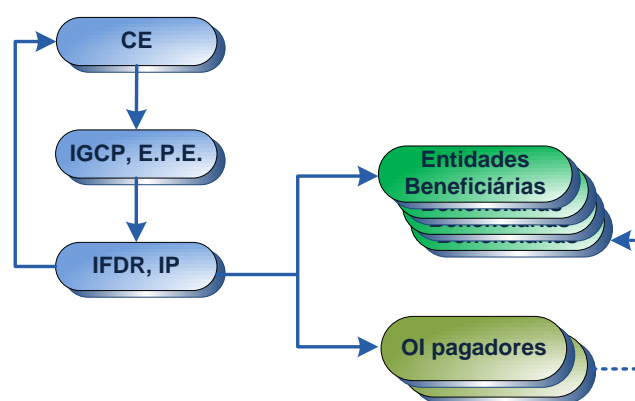 CE
IGCP, E.P.E.
IFDR, IP
Entidades
Beneficiárias
OI pagadores